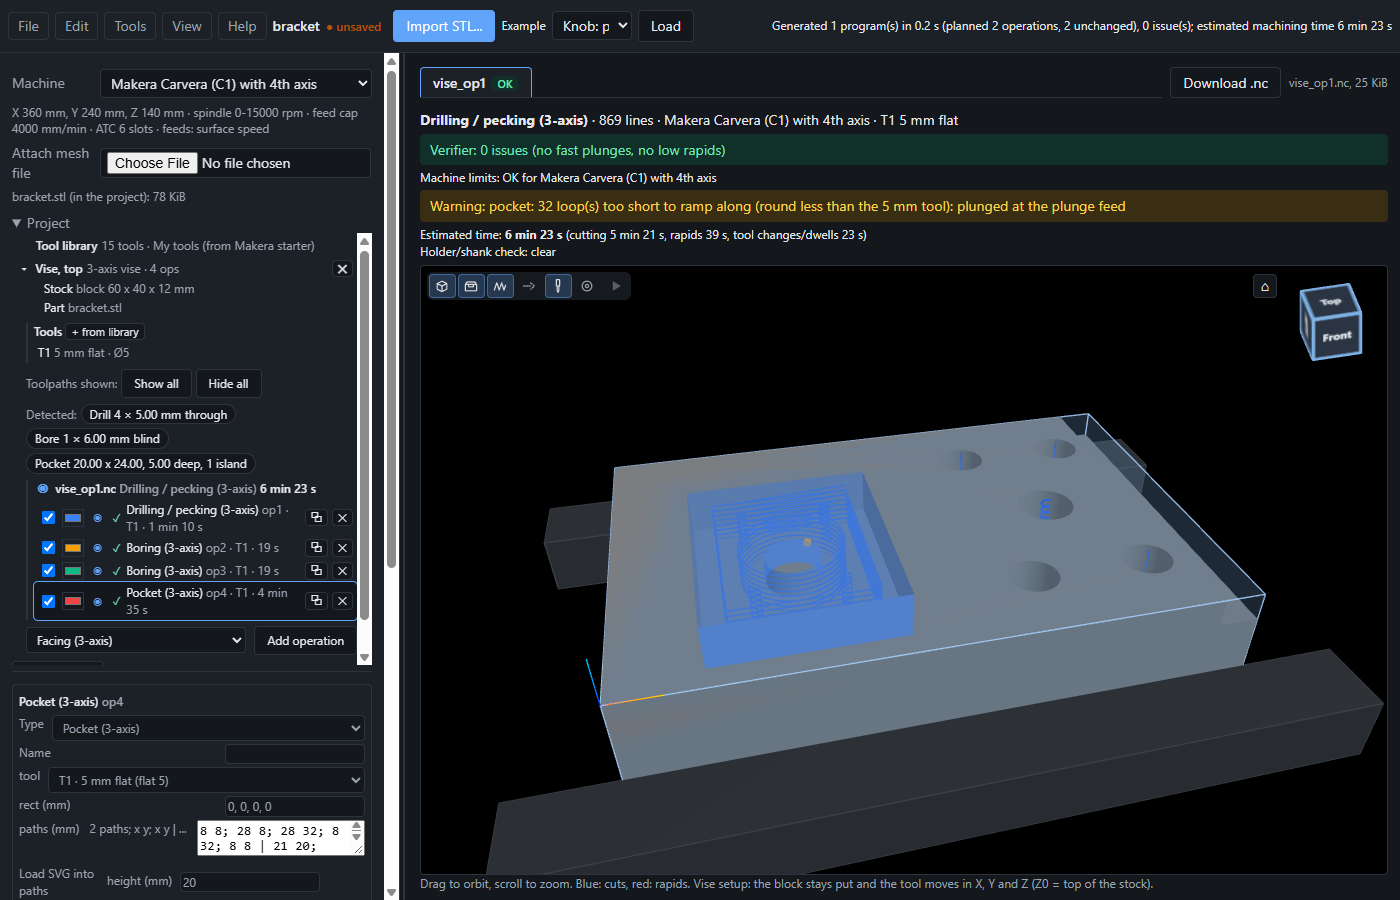 File Edit Tools View Help bracket ● unsaved Import STL... Example Knob: p Load Generated 1 program(s) in 0.2 s (planned 2 operations, 2 unchanged), 0 issue(s); estimated machining time 6 min 23 s
Machine Makera Carvera (C1) with 4th axis
X 360 mm, Y 240 mm, Z 140 mm · spindle 0-15000 rpm · feed cap
4000 mm/min · ATC 6 slots · feeds: surface speed
Attach mesh file Choose File No file chosen
bracket.stl (in the project): 78 KiB
▼ Project
Tool library 15 tools · My tools (from Makera starter)
Vise, top 3-axis vise · 4 ops
Stock block 60 x 40 x 12 mm
Part bracket.stl
Tools + from library
T1 5 mm flat · Ø5
Toolpaths shown: Show all Hide all
Detected: Drill 4 × 5.00 mm through
Bore 1 × 6.00 mm blind
Pocket 20.00 x 24.00, 5.00 deep, 1 island
vise_op1.nc Drilling / pecking (3-axis) 6 min 23 s
✓ Drilling / pecking (3-axis) op1 ·
T1 · 1 min 10 s
✓ Boring (3-axis) op2 · T1 · 19 s
✓ Boring (3-axis) op3 · T1 · 19 s
✓ Pocket (3-axis) op4 · T1 · 4 min
35 s
Facing (3-axis) Add operation
Pocket (3-axis) op4
Type Pocket (3-axis)
Name
tool T1 · 5 mm flat (flat 5)
rect (mm) 0, 0, 0, 0
paths (mm) 2 paths; x y; x y | ... 8 8; 28 8; 28 32; 8
32; 8 8 | 21 20;
Load SVG into paths height (mm) 20
vise_op1 OK Download .nc vise_op1.nc, 25 KiB
Drilling / pecking (3-axis) · 869 lines · Makera Carvera (C1) with 4th axis · T1 5 mm flat
Verifier: 0 issues (no fast plunges, no low rapids)
Machine limits: OK for Makera Carvera (C1) with 4th axis
Warning: pocket: 32 loop(s) too short to ramp along (round less than the 5 mm tool): plunged at the plunge feed
Estimated time: 6 min 23 s (cutting 5 min 21 s, rapids 39 s, tool changes/dwells 23 s)
Holder/shank check: clear
Top
Front
Drag to orbit, scroll to zoom. Blue: cuts, red: rapids. Vise setup: the block stays put and the tool moves in X, Y and Z (Z0 = top of the stock).